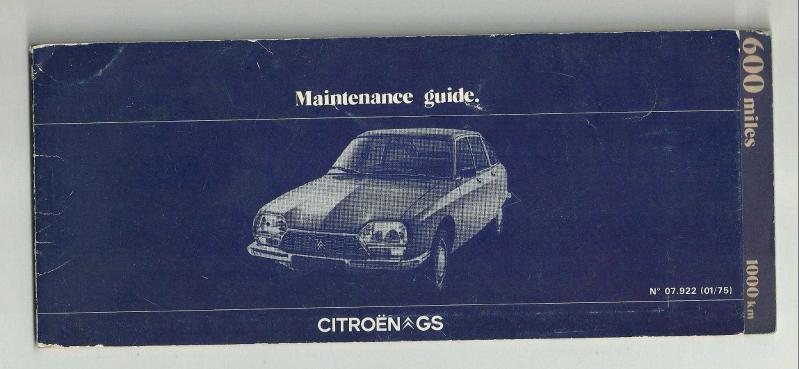 Maintenance guide.
N° 07.922 (01/75)
CITROËN GS
600 miles
1000 km